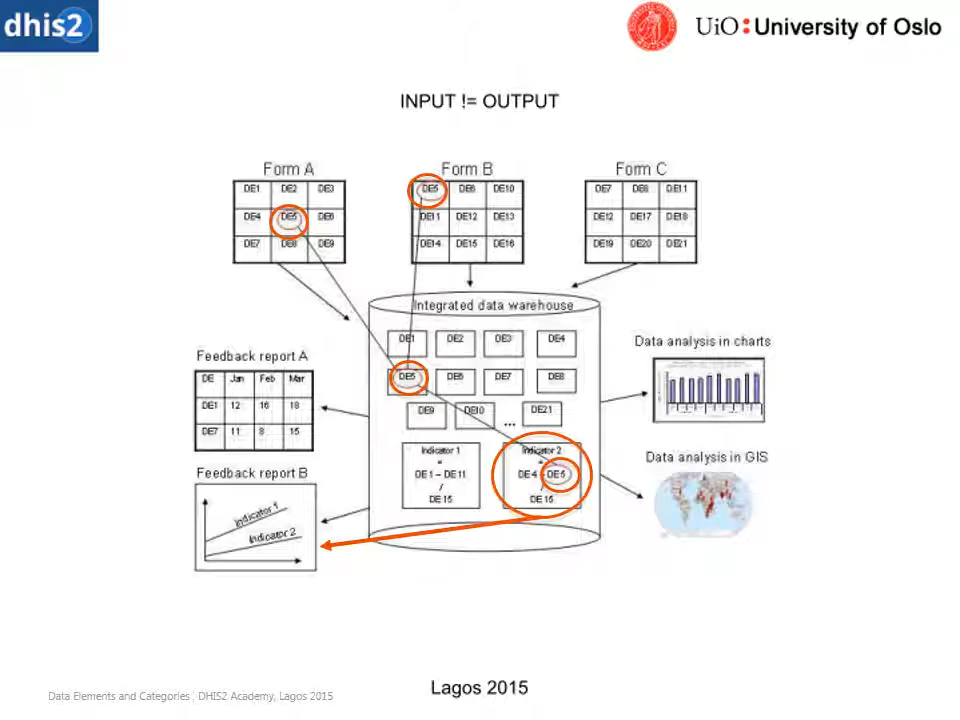 dhis2
UiO : University of Oslo
INPUT != OUTPUT
Form A
DE1 DE2 DE3
DE4 DE5 DE6
DE7 DE8 DE9
Form B
DE5 DE6 DE10
DE11 DE12 DE13
DE14 DE15 DE16
Form C
DE7 DE8 DE11
DE12 DE17 DE18
DE19 DE20 DE21
Integrated data warehouse
DE1 DE2 DE3 DE4
DE5 DE6 DE7 DE8
DE9 DE10 ... DE21
Indicator 1
=
DE1 - DE11
/
DE15
Indicator 2
=
DE4 - DE5
/
DE15
Feedback report A
DE Jan Feb Mar
DE1 12 16 18
DE7 11 8 15
Feedback report B
Indicator 1
Indicator 2
Data analysis in charts
Data analysis in GIS
Lagos 2015
Data Elements and Categories , DHIS2 Academy, Lagos 2015